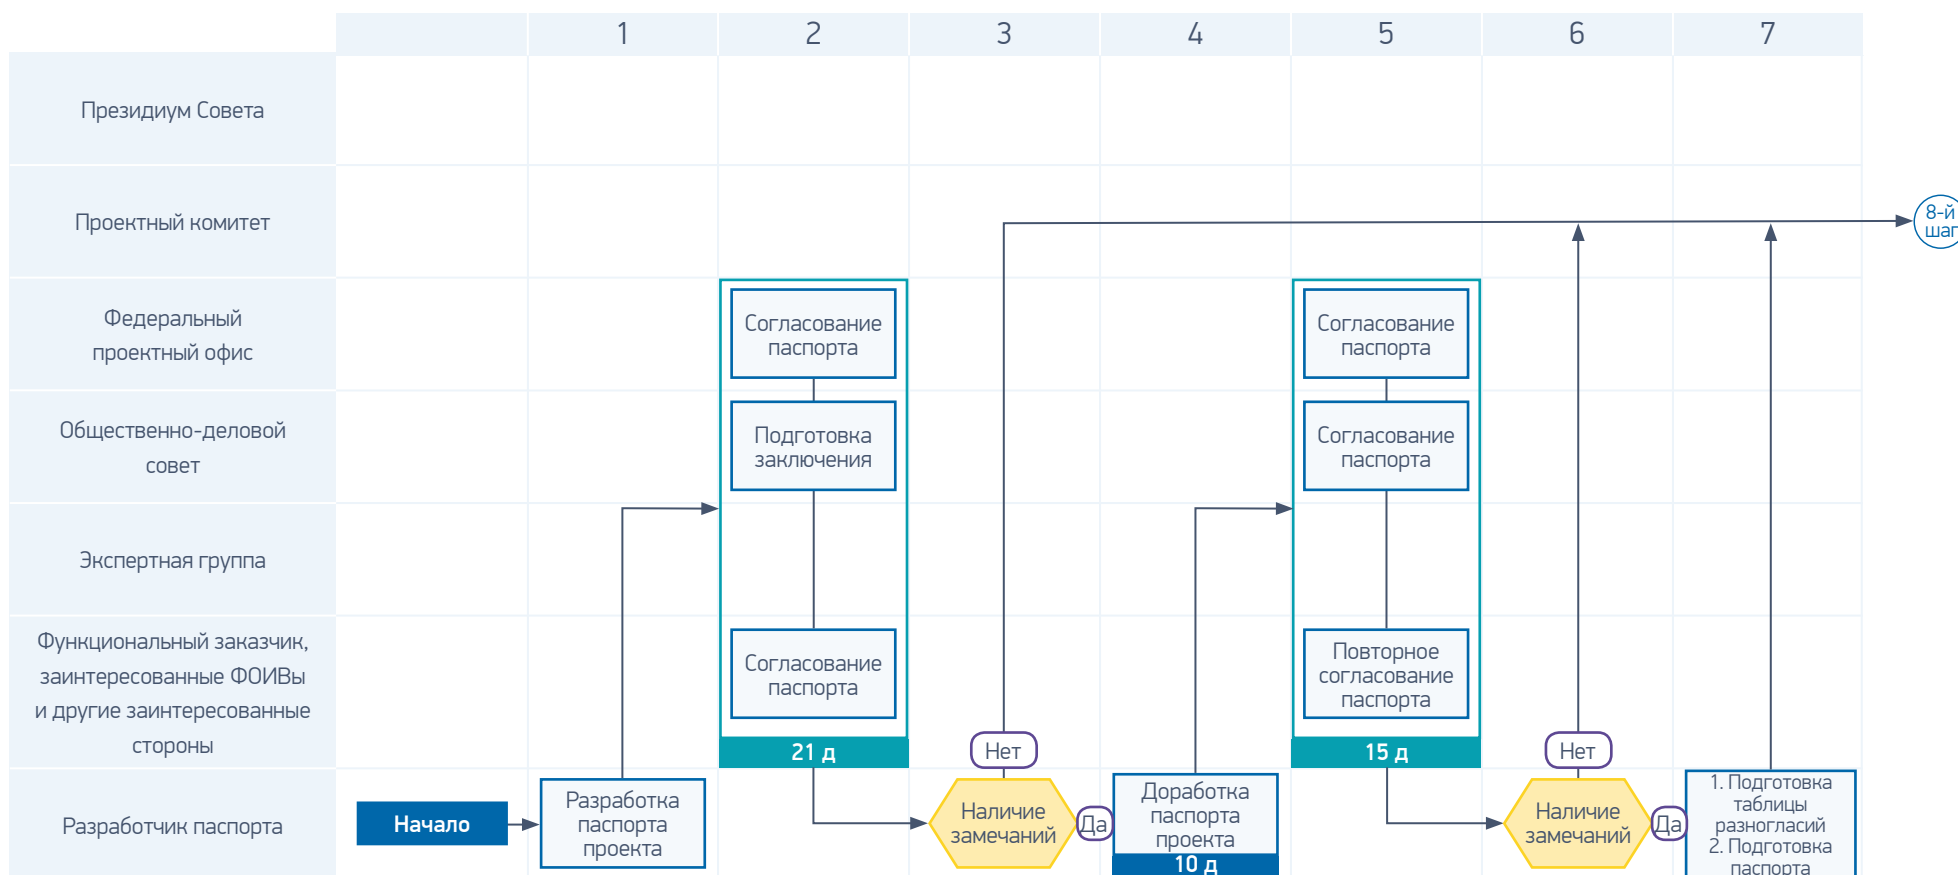 1 2 3 4 5 6 7
Президиум Совета
Проектный комитет
8-й
шаг
Федеральный
проектный офис
Согласование
паспорта
Согласование
паспорта
Общественно-деловой
совет
Подготовка
заключения
Согласование
паспорта
Экспертная группа
Функциональный заказчик,
заинтересованные ФОИВы
и другие заинтересованные
стороны
Согласование
паспорта
21 д
Нет
Повторное
согласование
паспорта
15 д
Нет
Разработчик паспорта
Начало
Разработка
паспорта
проекта
Наличие
замечаний
Да
Доработка
паспорта
проекта
10 д
Наличие
замечаний
Да
1. Подготовка
таблицы
разногласий
2. Подготовка
паспорта